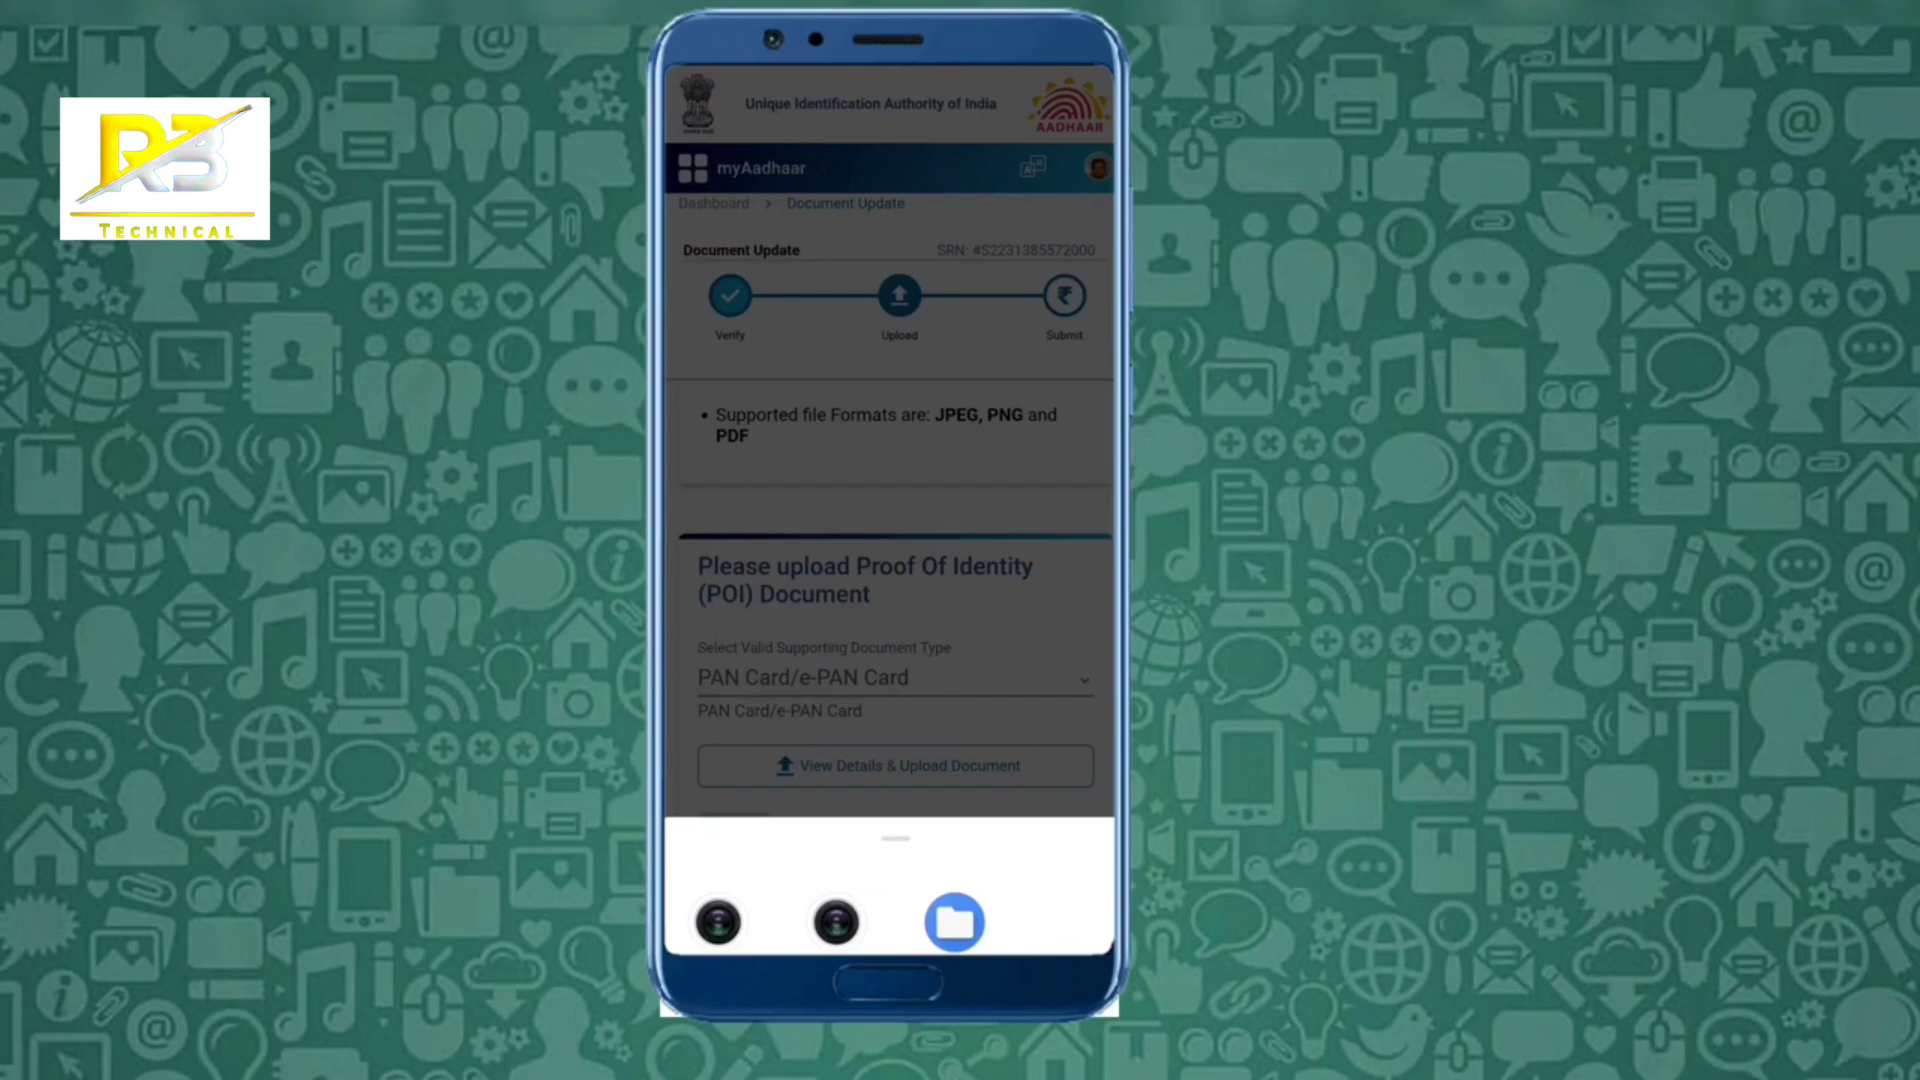 R3
TECHNICAL
Unique Identification Authority of India
AADHAAR
myAadhaar
Dashboard > Document Update
Document Update
SRN: #S2231385572000
Verify
Upload
Submit
• Supported file Formats are: JPEG, PNG and
PDF
Please upload Proof Of Identity
(POI) Document
Select Valid Supporting Document Type
PAN Card/e-PAN Card
PAN Card/e-PAN Card
View Details & Upload Document